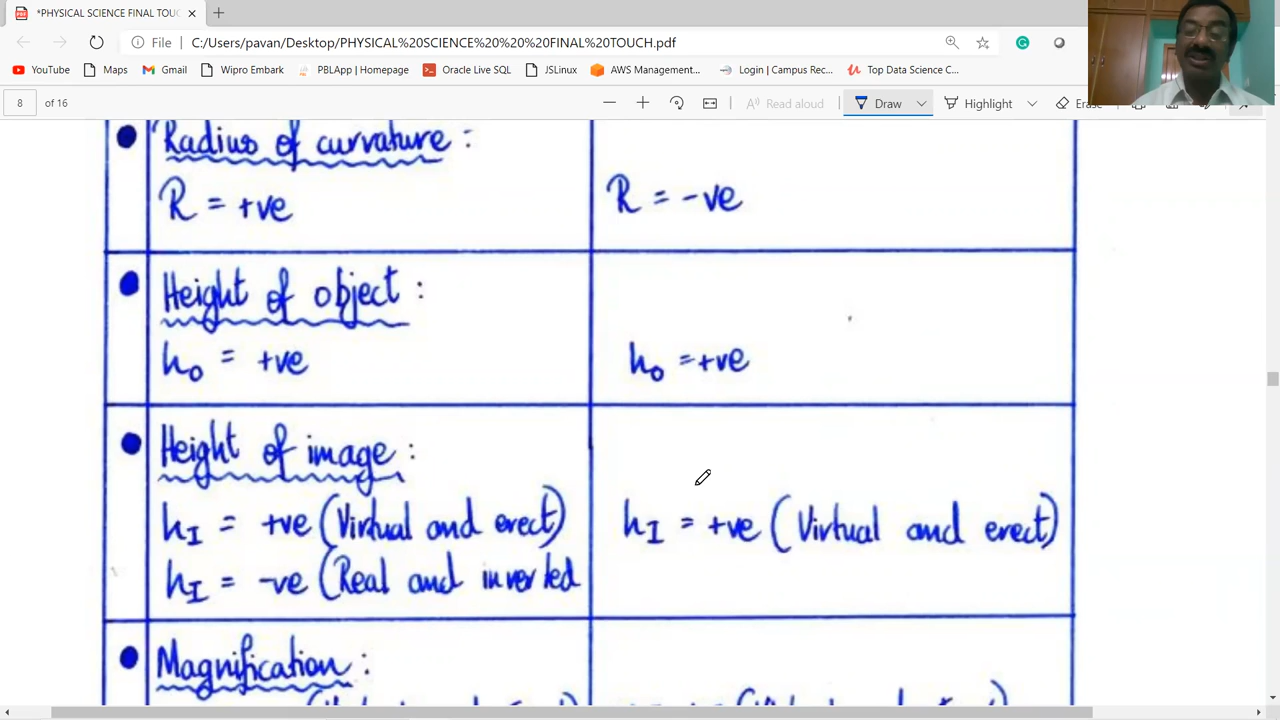 *PHYSICAL SCIENCE FINAL TOU
File C:/Users/pavan/Desktop/PHYSICAL%20SCIENCE%20%20%20FINAL%20TOUCH.pdf
YouTube Maps Gmail Wipro Embark PBLApp | Homepage Oracle Live SQL JSLinux AWS Management... Login | Campus Rec... Top Data Science C...
8 of 16 Read aloud Draw Highlight Erase
Radius of curvature :
R = +ve R = -ve
Height of object :
ho = +ve ho = +ve
Height of image :
hI = +ve (Virtual and erect) hI = +ve (Virtual and erect)
hI = -ve (Real and inverted
Magnification :